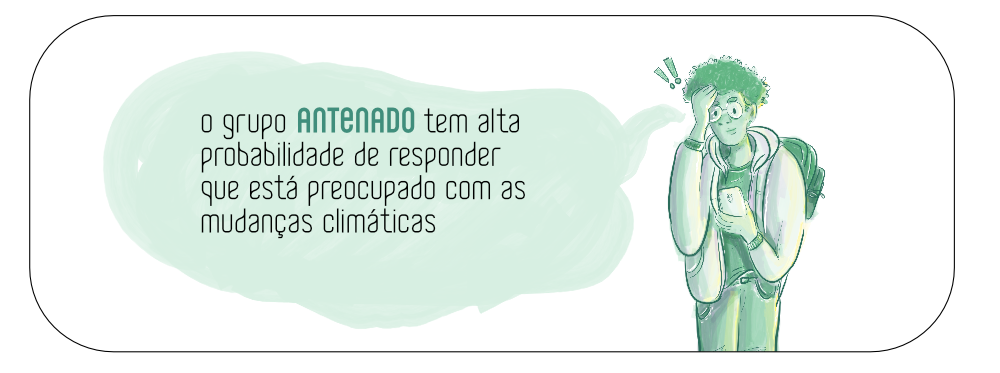 o grupo ANTENADO tem alta
probabilidade de responder
que está preocupado com as
mudanças climáticas